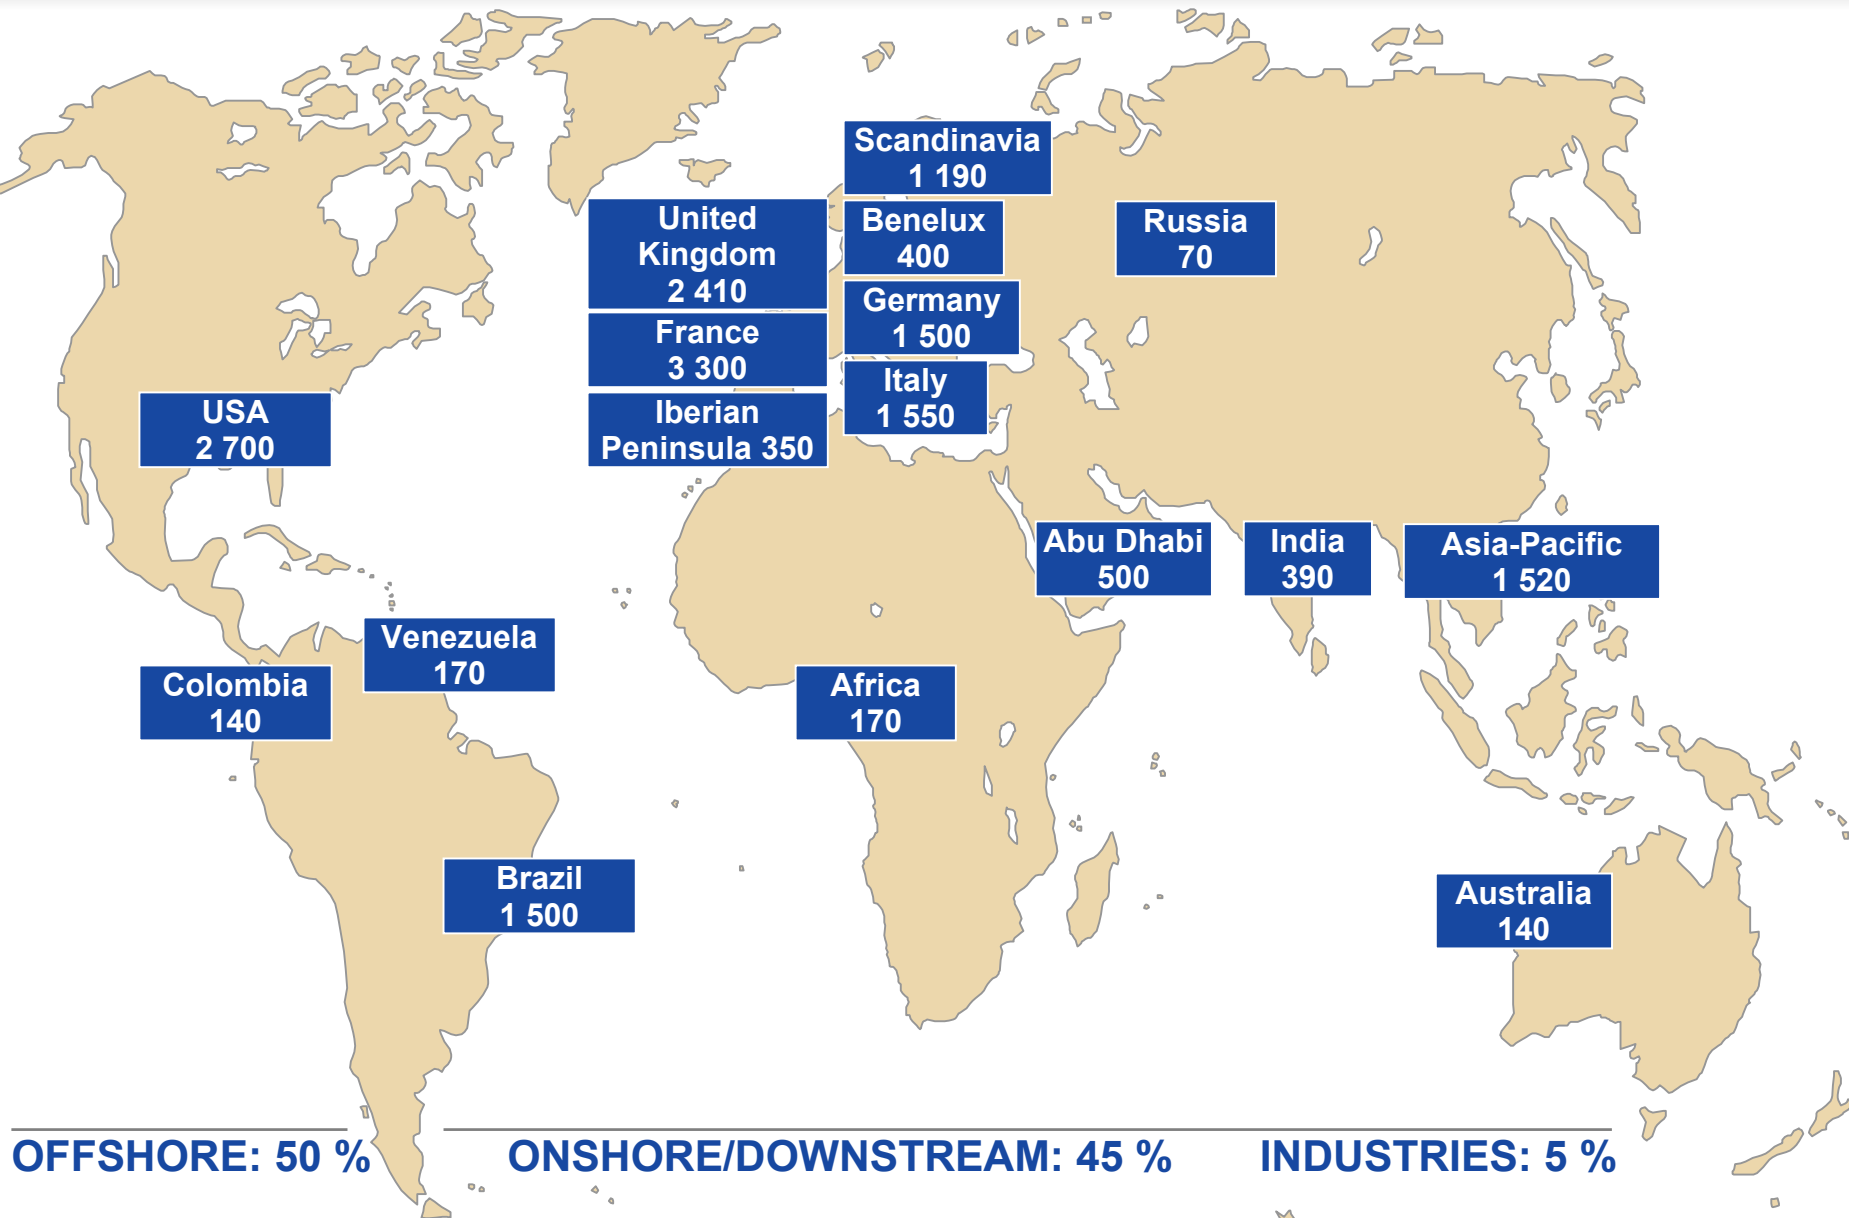 Scandinavia
1 190
United
Kingdom
2 410
Benelux
400
Russia
70
Germany
1 500
France
3 300
Italy
1 550
USA
2 700
Iberian
Peninsula 350
Abu Dhabi
500
India
390
Asia-Pacific
1 520
Venezuela
170
Colombia
140
Africa
170
Brazil
1 500
Australia
140
OFFSHORE: 50 %
ONSHORE/DOWNSTREAM: 45 %
INDUSTRIES: 5 %